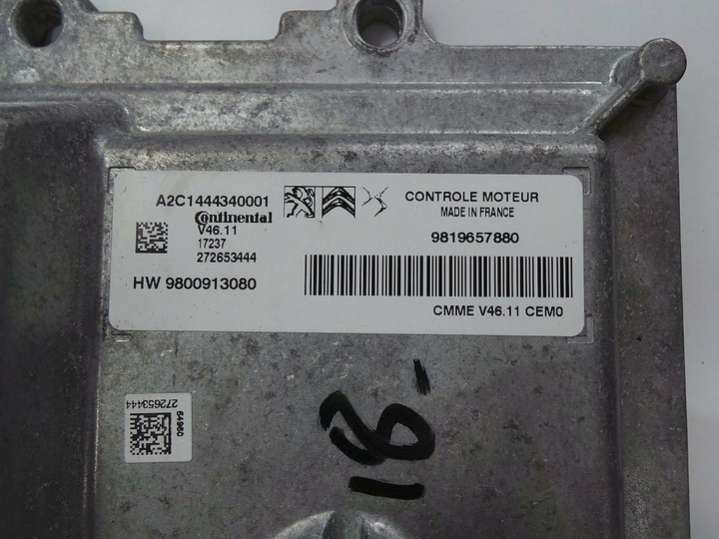 A2C1444340001
Continental
V46.11
17237
272653444
HW 9800913080
CONTROLE MOTEUR
MADE IN FRANCE
9819657880
CMME V46.11 CEM0
64960
272653444
18-